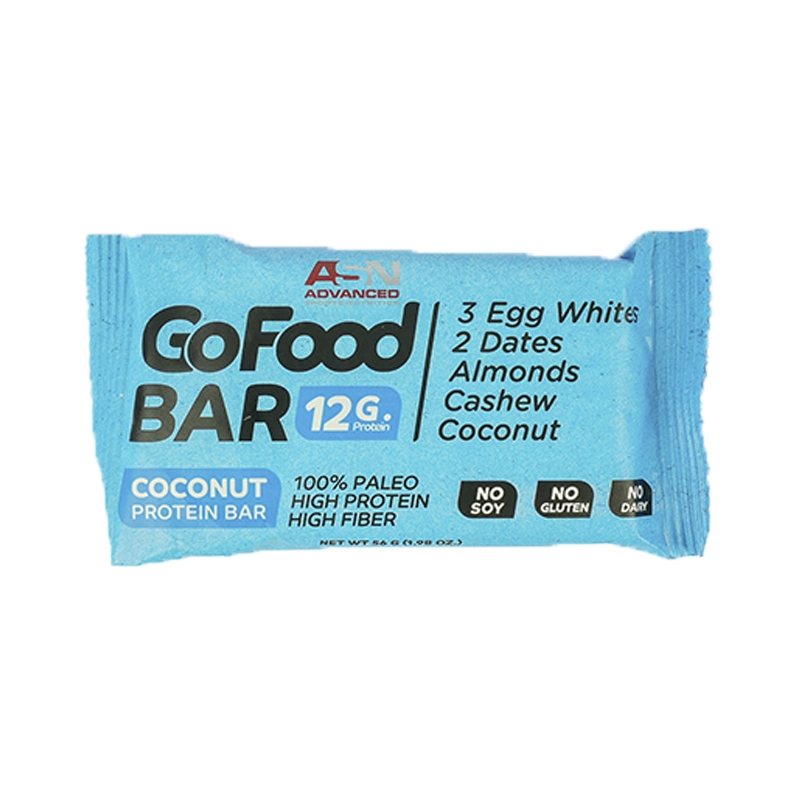 ASN
ADVANCED
GoFood
BAR
12G.
Protein
3 Egg Whites
2 Dates
Almonds
Cashew
Coconut
COCONUT
PROTEIN BAR
100% PALEO
HIGH PROTEIN
HIGH FIBER
NO
SOY
NO
GLUTEN
NO
DAIRY
NET WT 56 G (1.98 OZ.)